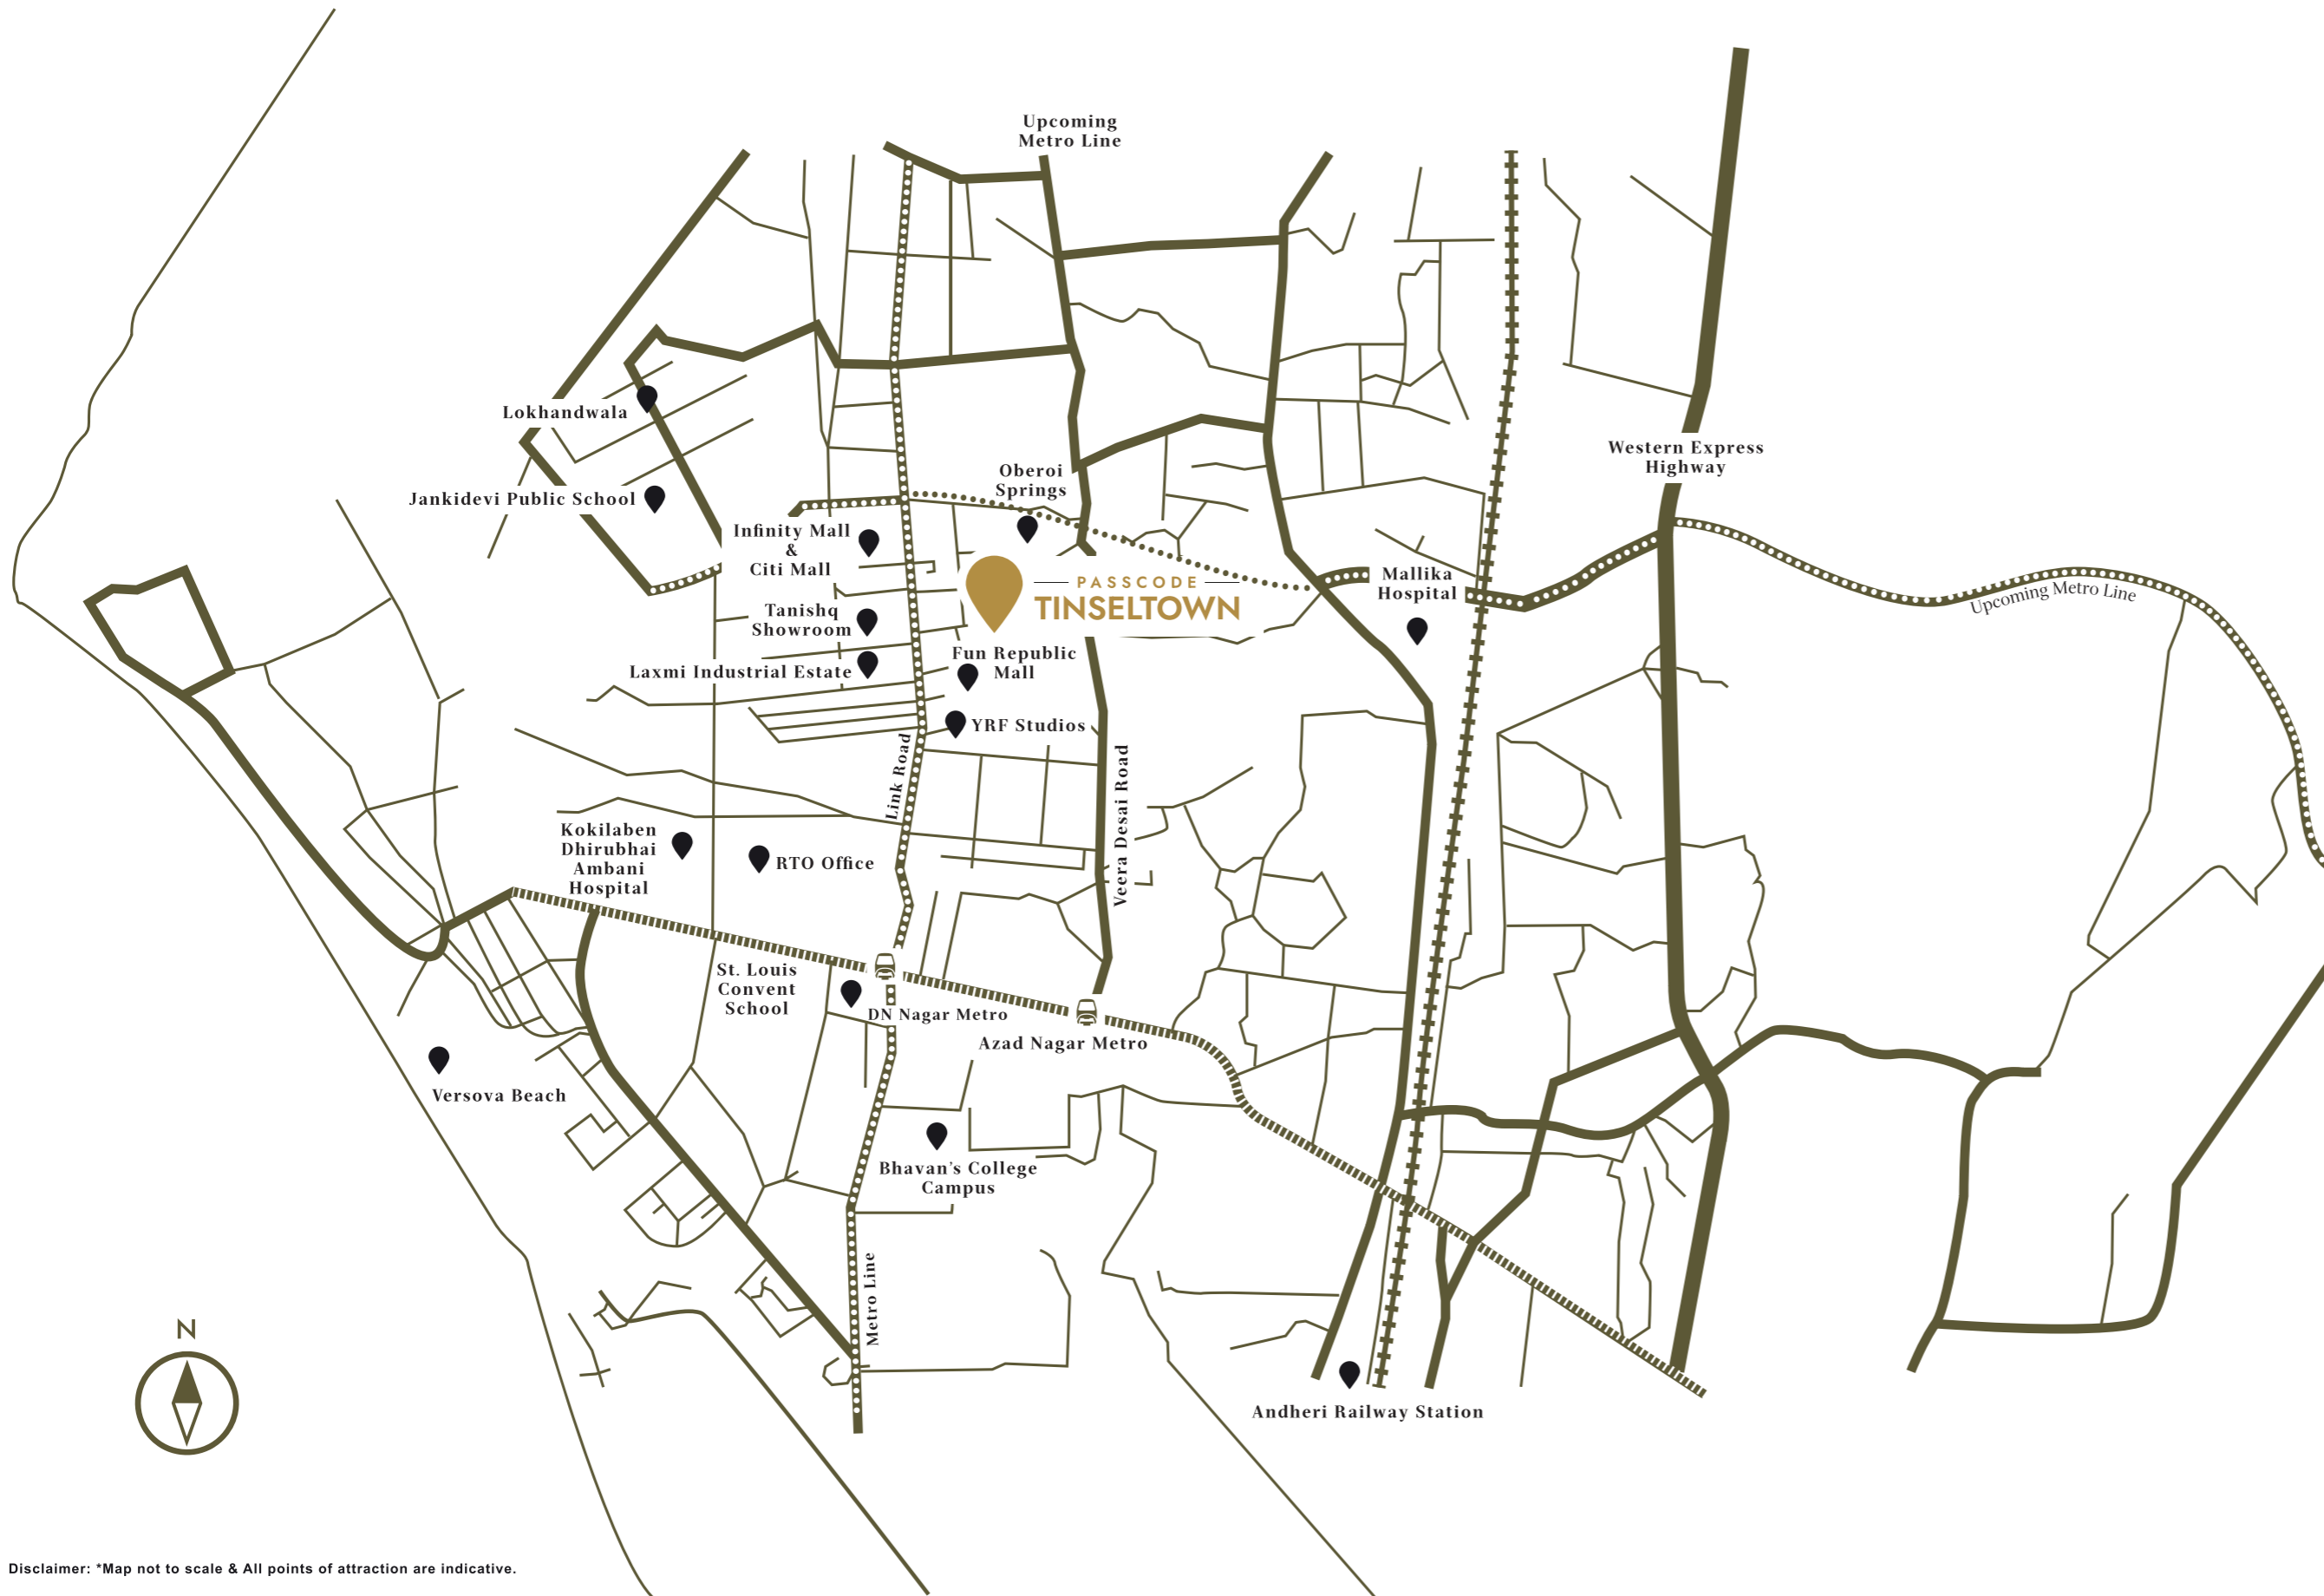 Upcoming
Metro Line
Lokhandwala
Western Express
Highway
Oberoi
Springs
Jankidevi Public School
Infinity Mall
&
Citi Mall
PASSCODE
TINSELTOWN
Mallika
Hospital
Upcoming Metro Line
Tanishq
Showroom
Fun Republic
Mall
Laxmi Industrial Estate
YRF Studios
Link Road
Veera Desai Road
Kokilaben
Dhirubhai
Ambani
Hospital
RTO Office
St. Louis
Convent
School
DN Nagar Metro
Azad Nagar Metro
Versova Beach
Bhavan's College
Campus
Metro Line
N
Andheri Railway Station
Disclaimer: *Map not to scale & All points of attraction are indicative.